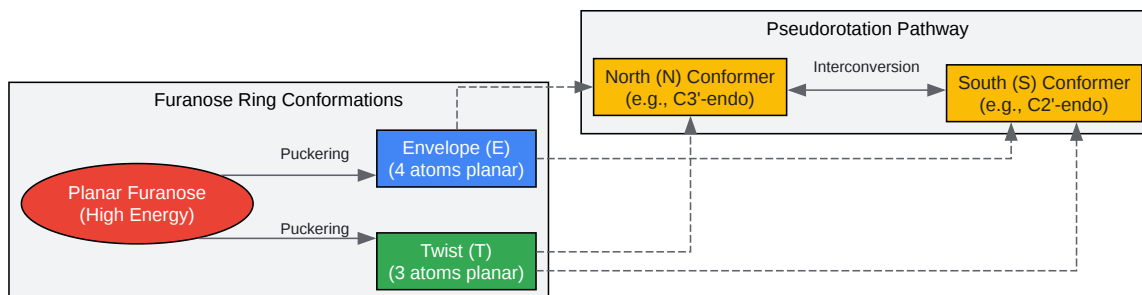 Pseudorotation Pathway
North (N) Conformer
(e.g., C3'-endo)
Interconversion
South (S) Conformer
(e.g., C2'-endo)
Furanose Ring Conformations
Planar Furanose
(High Energy)
Puckering
Envelope (E)
(4 atoms planar)
Puckering
Twist (T)
(3 atoms planar)